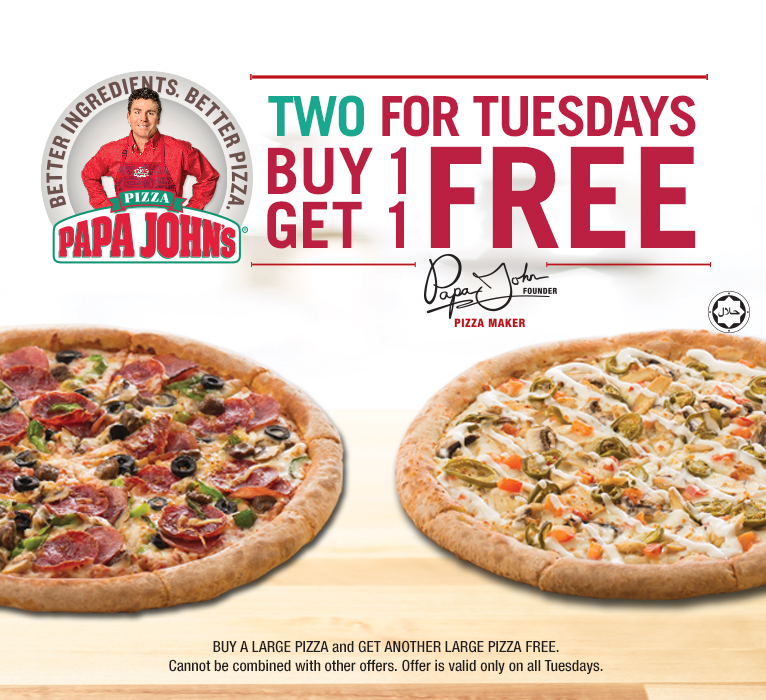 BETTER INGREDIENTS. BETTER PIZZA.
PIZZA
PAPA JOHN'S
®
TWO FOR TUESDAYS
BUY 1
GET 1
FREE
Papa John
FOUNDER
PIZZA MAKER
حلال
BUY A LARGE PIZZA and GET ANOTHER LARGE PIZZA FREE.
Cannot be combined with other offers. Offer is valid only on all Tuesdays.